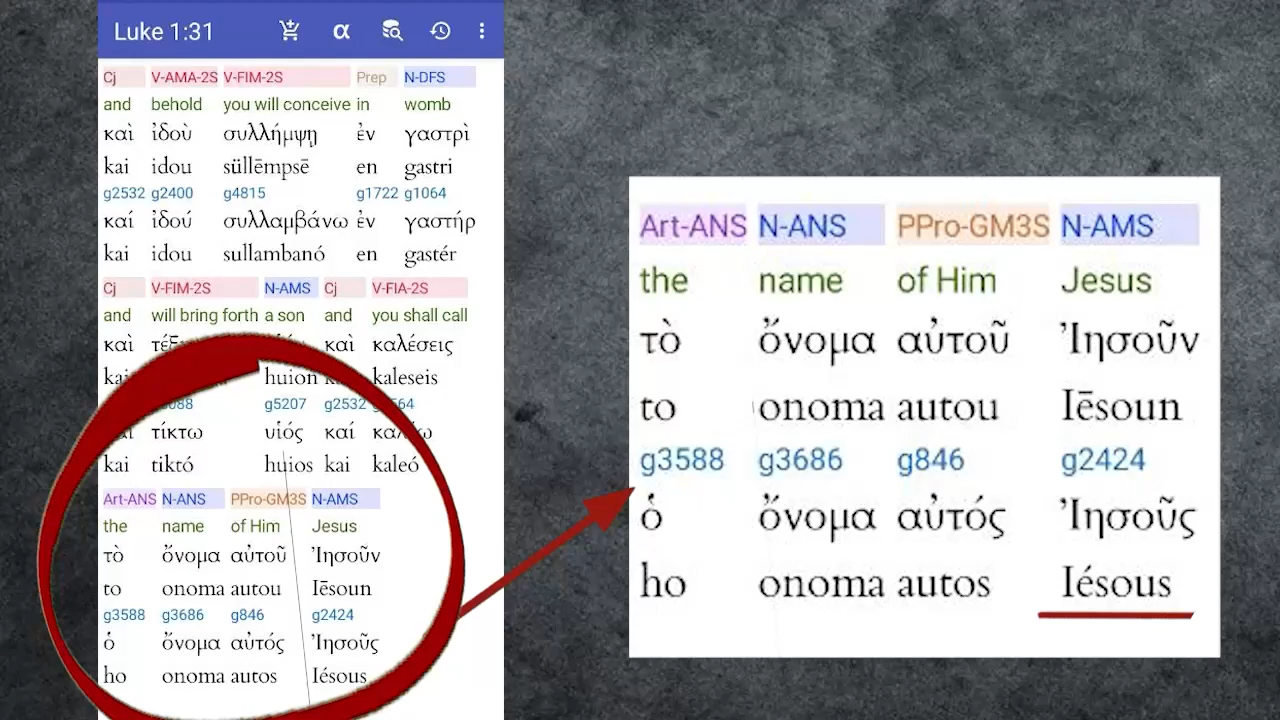 Luke 1:31 α
Cj V-AMA-2S V-FIM-2S Prep N-DFS
and behold you will conceive in womb
καὶ ἰδοὺ συλλήμψῃ ἐν γαστρὶ
kai idou süllēmpsē en gastri
g2532 g2400 g4815 g1722 g1064
καί ἰδού συλλαμβάνω ἐν γαστήρ
kai idou sullambanó en gastér
Cj V-FIM-2S N-AMS Cj V-FIA-2S
and will bring forth a son and you shall call
καὶ καὶ καλέσεις
huion kaleseis
g5207 g2532
τίκτω υἱός καί
kai tiktó huios kai kaleó
Art-ANS N-ANS PPro-GM3S N-AMS
the name of Him Jesus
τὸ ὄνομα αὐτοῦ Ἰησοῦν
to onoma autou Iēsoun
g3588 g3686 g846 g2424
ὁ ὄνομα αὐτός Ἰησοῦς
ho onoma autos Iésous
Art-ANS N-ANS PPro-GM3S N-AMS
the name of Him Jesus
τὸ ὄνομα αὐτοῦ Ἰησοῦν
to onoma autou Iēsoun
g3588 g3686 g846 g2424
ὁ ὄνομα αὐτός Ἰησοῦς
ho onoma autos Iésous